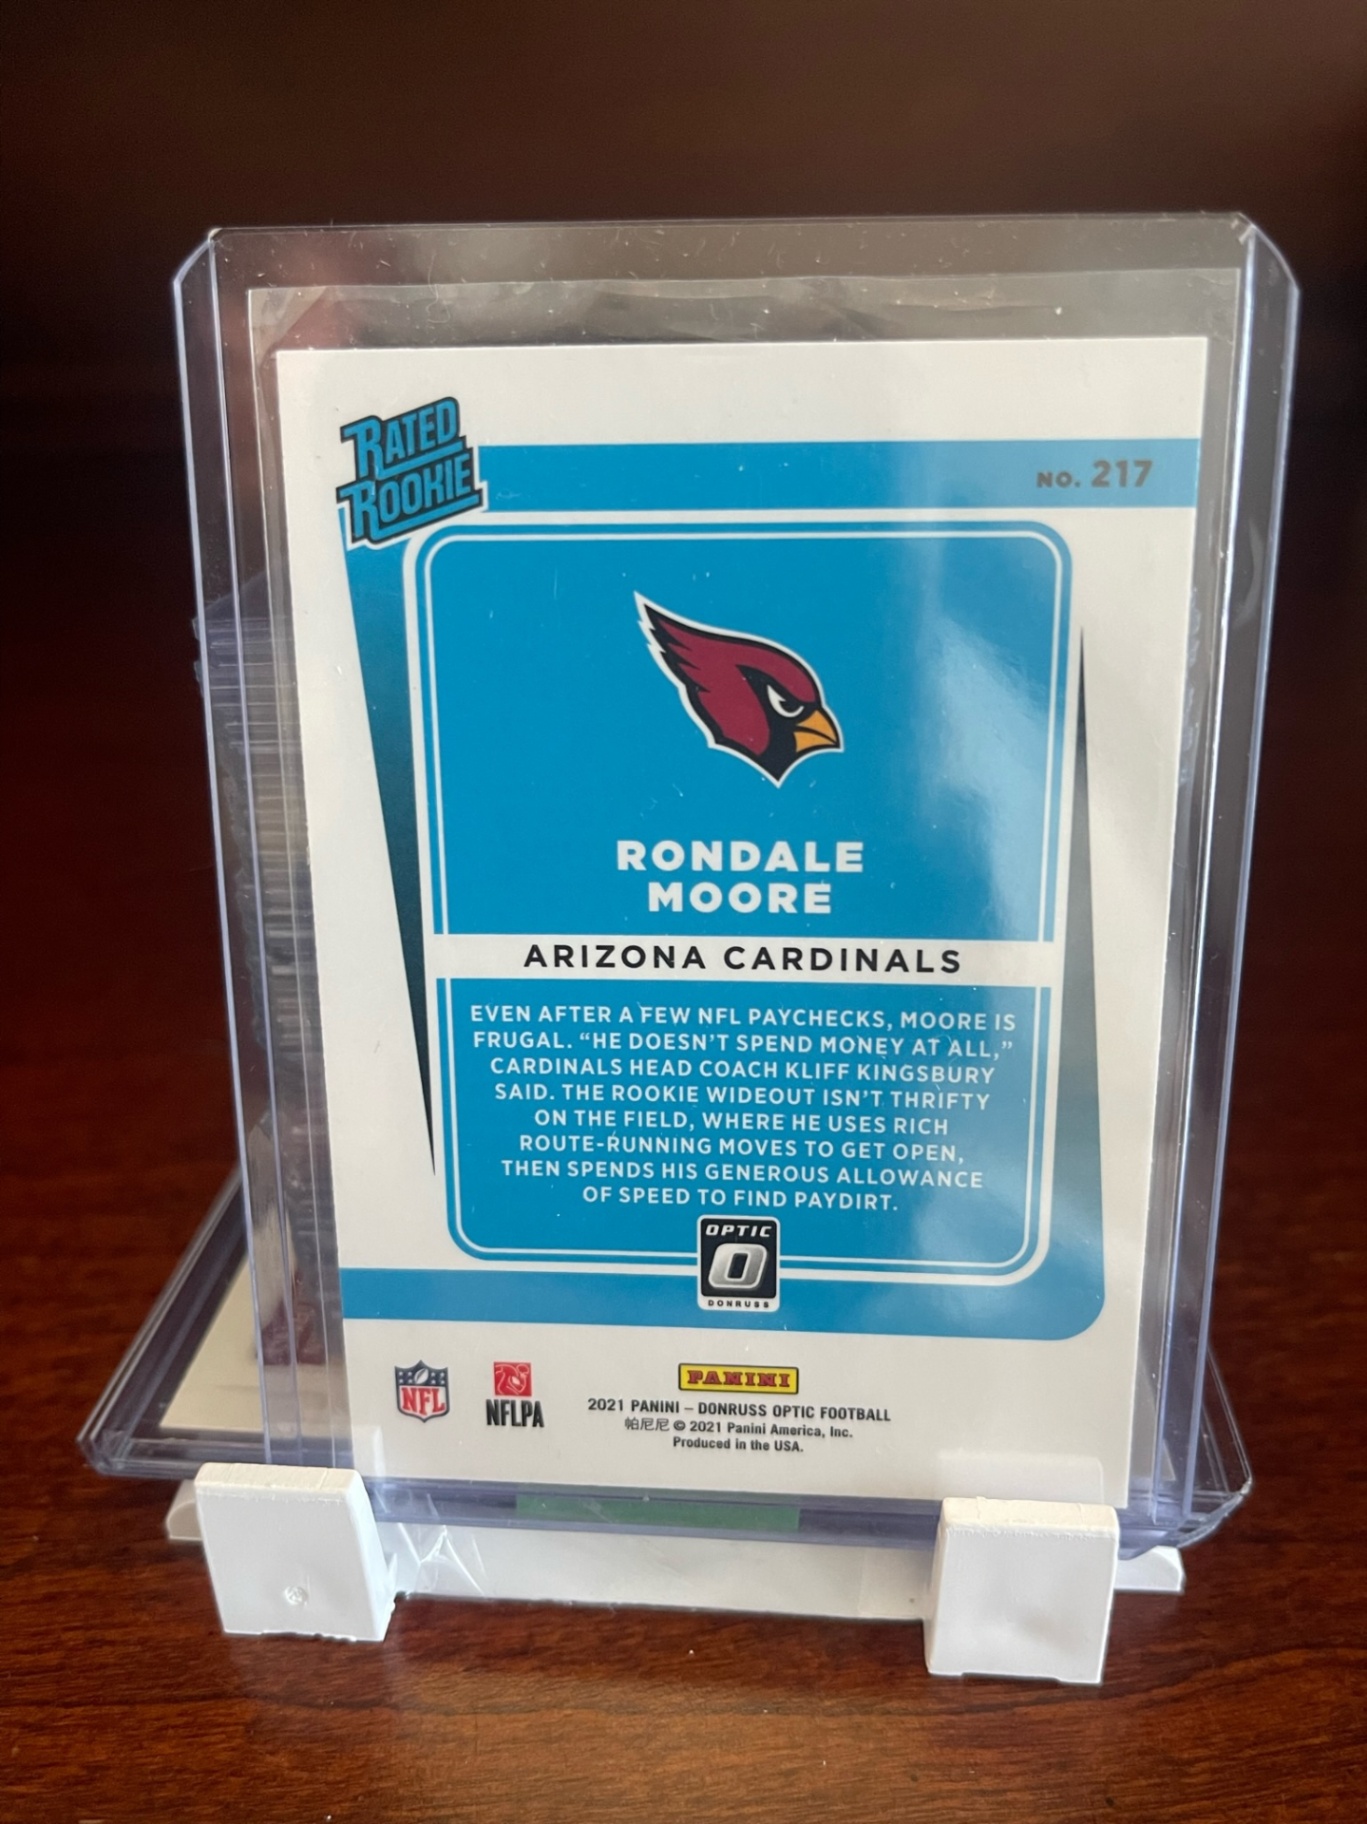 RATED
ROOKIE
NO. 217
RONDALE
MOORE
ARIZONA CARDINALS
EVEN AFTER A FEW NFL PAYCHECKS, MOORE IS
FRUGAL. “HE DOESN’T SPEND MONEY AT ALL,”
CARDINALS HEAD COACH KLIFF KINGSBURY
SAID. THE ROOKIE WIDEOUT ISN’T THRIFTY
ON THE FIELD, WHERE HE USES RICH
ROUTE-RUNNING MOVES TO GET OPEN,
THEN SPENDS HIS GENEROUS ALLOWANCE
OF SPEED TO FIND PAYDIRT.
OPTIC
O
DONRUSS
NFL
NFLPA
PANINI
2021 PANINI – DONRUSS OPTIC FOOTBALL
帕尼尼 © 2021 Panini America, Inc.
Produced in the USA.